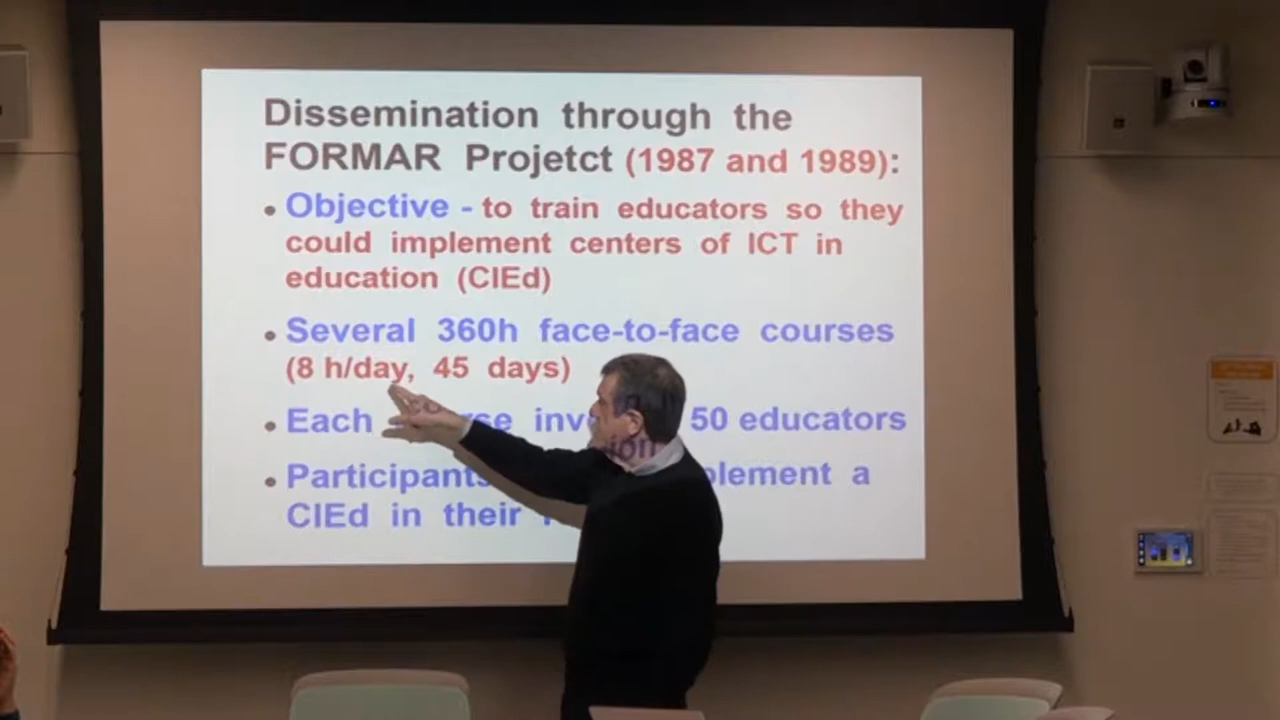 Dissemination through the
FORMAR Projetct (1987 and 1989):
• Objective - to train educators so they
could implement centers of ICT in
education (CIEd)
• Several 360h face-to-face courses
(8 h/day, 45 days)
• Each 50 educators
• Participants a
CIEd in their